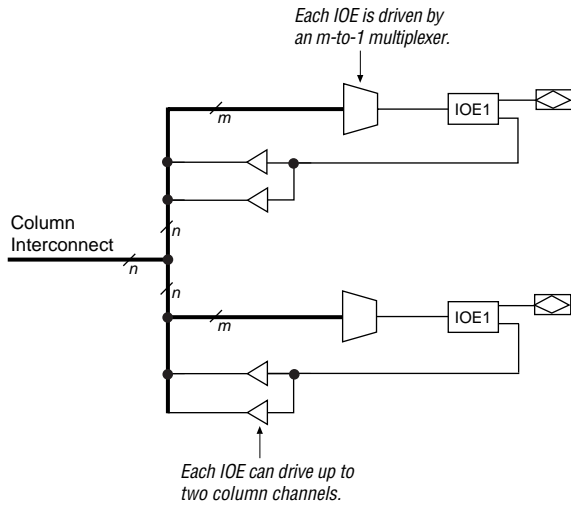 Each IOE is driven by
an m-to-1 multiplexer.
m
IOE1
n
Column
Interconnect
n
n
m
IOE1
Each IOE can drive up to
two column channels.